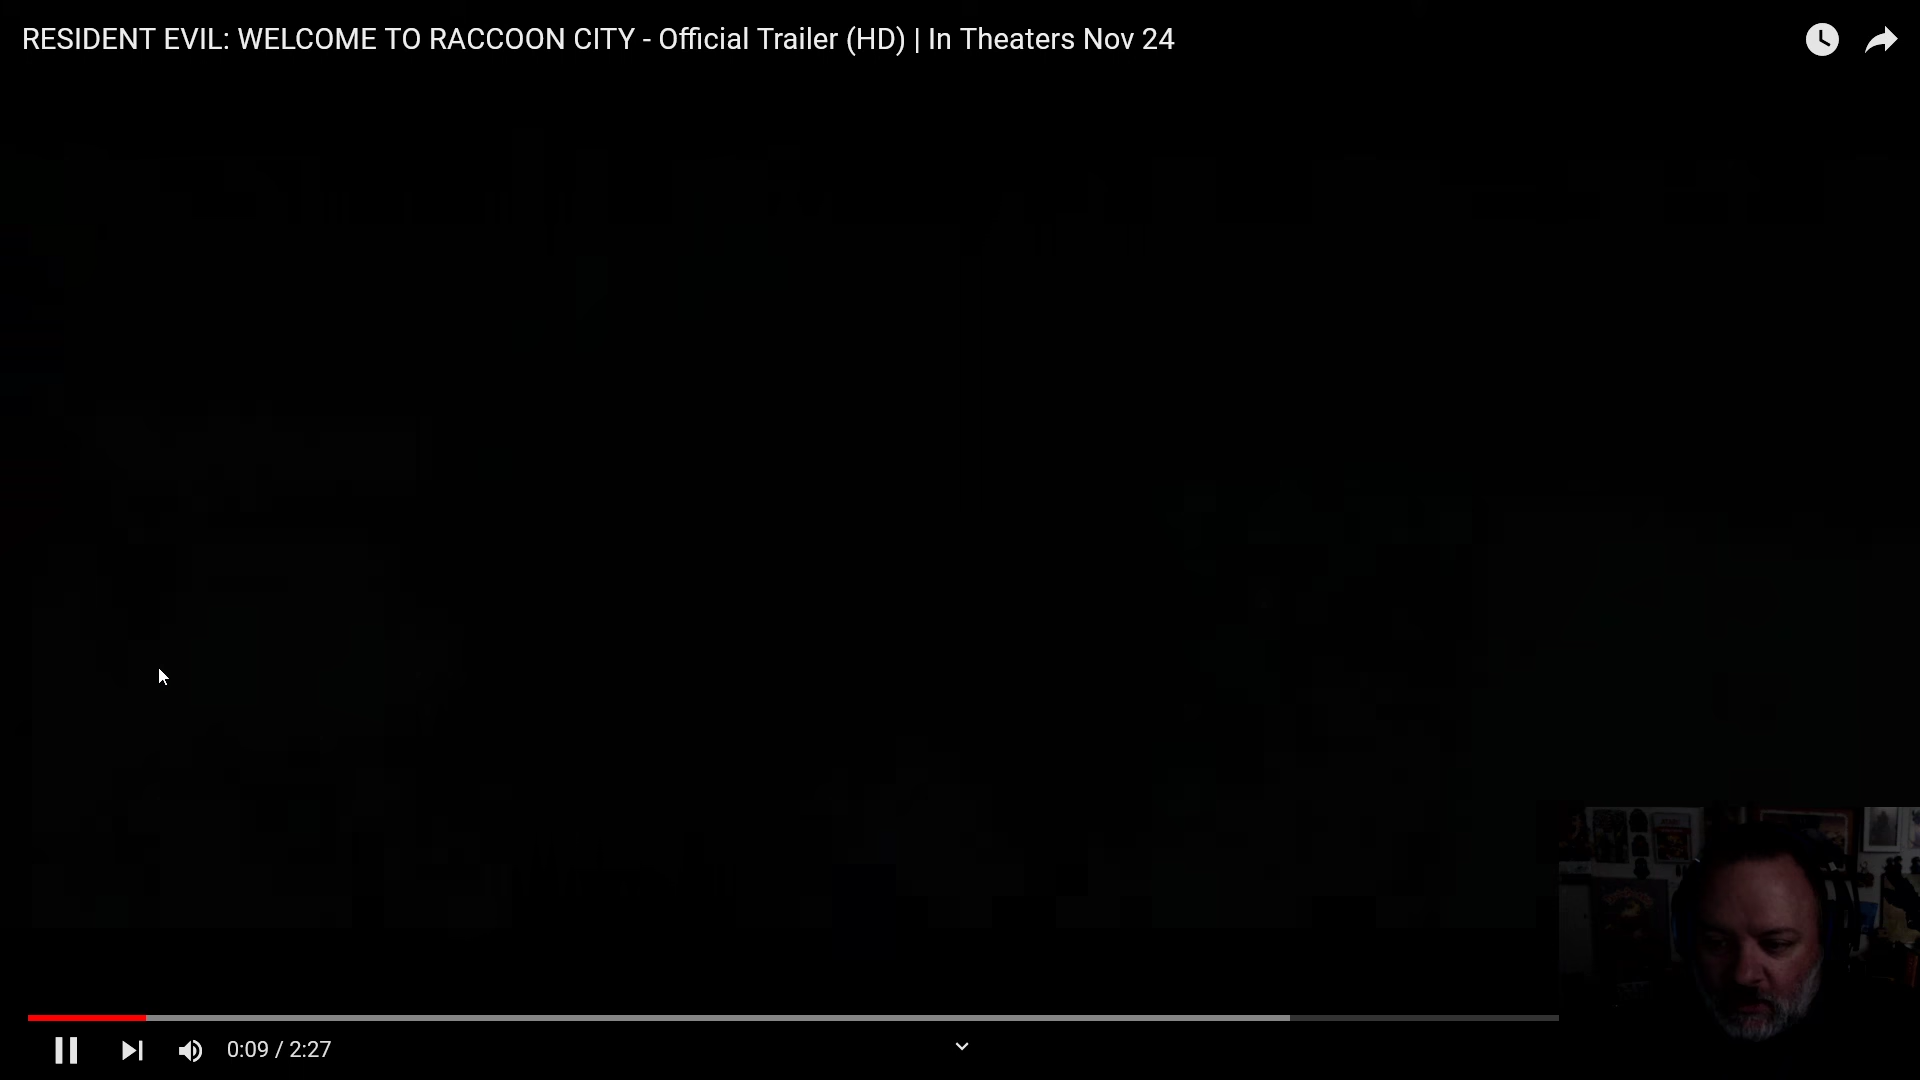 RESIDENT EVIL: WELCOME TO RACCOON CITY - Official Trailer (HD) | In Theaters Nov 24
0:09 / 2:27